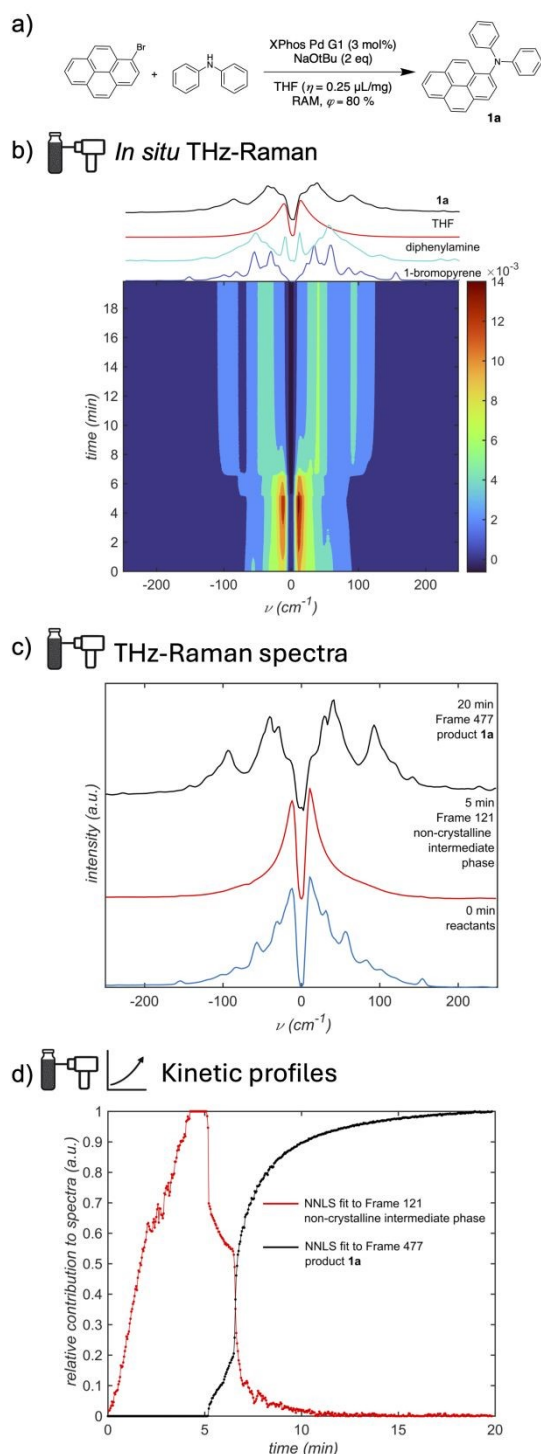 a)
Br
+
H
N
XPhos Pd G1 (3 mol%)
NaOtBu (2 eq)
THF (η = 0.25 μL/mg)
RAM, φ = 80 %
N
1a
b) In situ THz-Raman
1a
THF
diphenylamine
1-bromopyrene
×10⁻³
14
12
10
8
6
4
2
0
18
16
14
12
10
8
6
4
2
0
time (min)
-200 -100 0 100 200
ν (cm⁻¹)
c) THz-Raman spectra
20 min
Frame 477
product 1a
5 min
Frame 121
non-crystalline
intermediate
phase
0 min
reactants
intensity (a.u.)
-200 -100 0 100 200
ν (cm⁻¹)
d) Kinetic profiles
1
0.9
0.8
0.7
0.6
0.5
0.4
0.3
0.2
0.1
0
relative contribution to spectra (a.u.)
NNLS fit to Frame 121
non-crystalline intermediate phase
NNLS fit to Frame 477
product 1a
0 5 10 15 20
time (min)